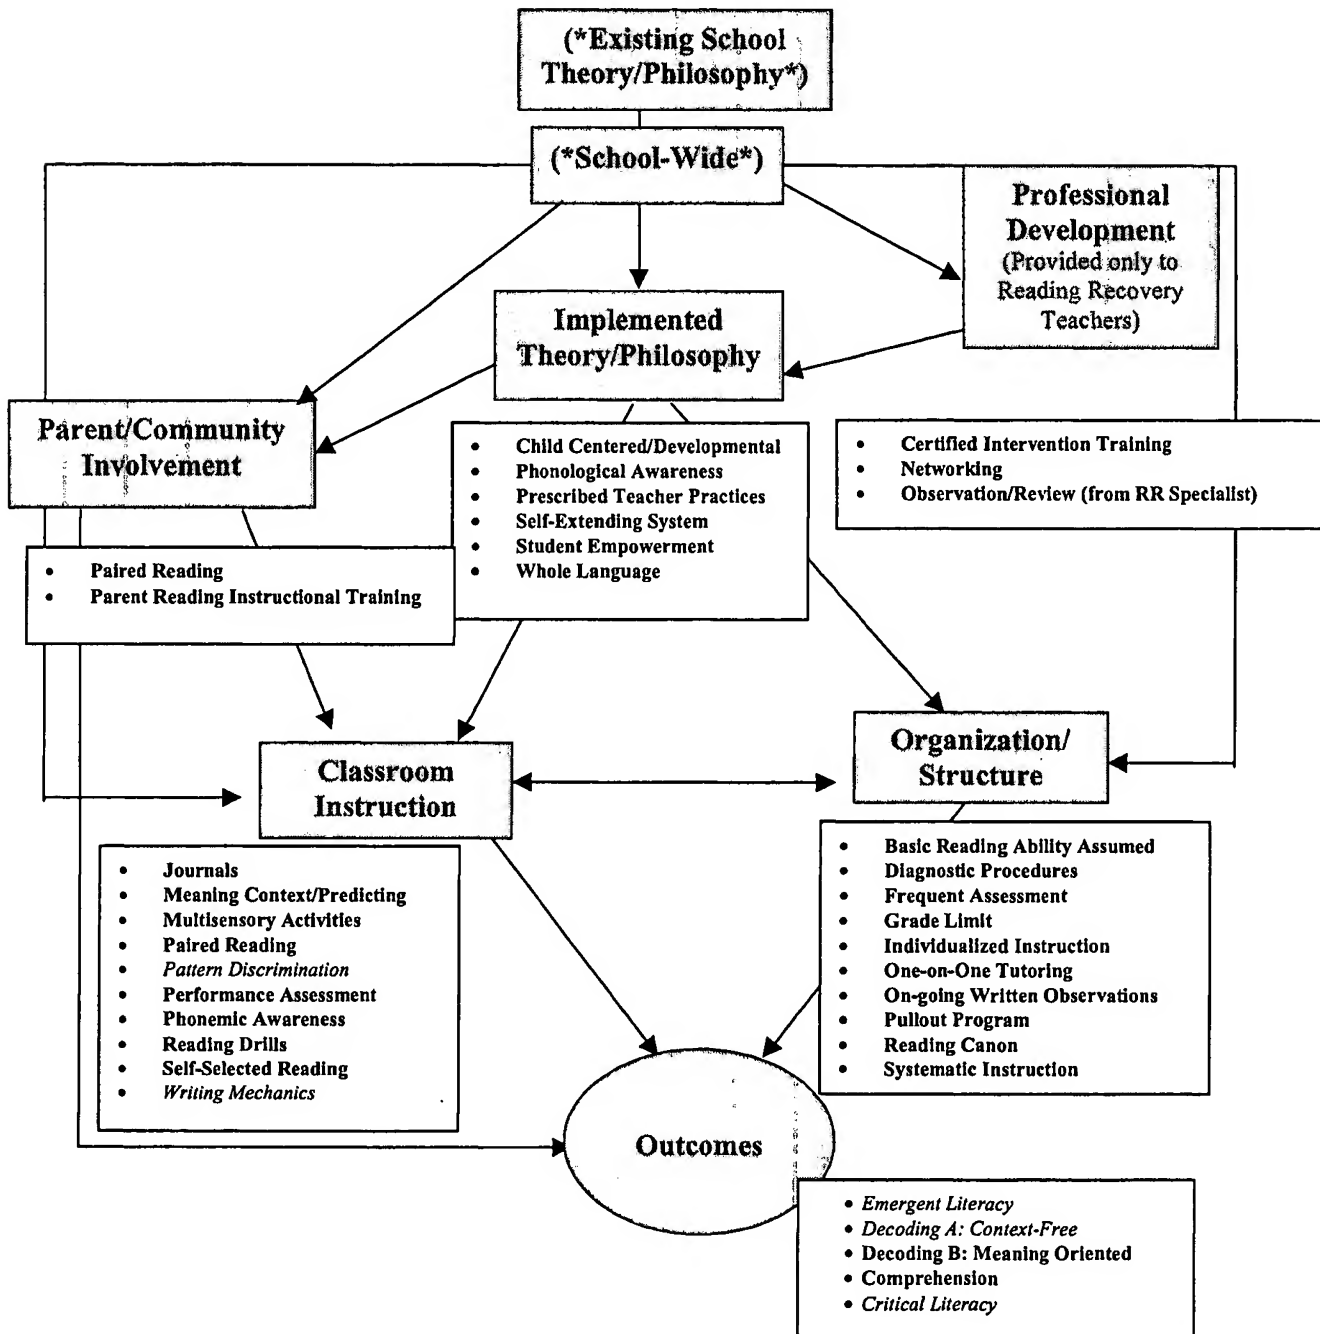 (*Existing School
Theory/Philosophy*)
(*School-Wide*)
Professional
Development
(Provided only to
Reading Recovery
Teachers)
Implemented
Theory/Philosophy
Parent/Community
Involvement
• Child Centered/Developmental
• Phonological Awareness
• Prescribed Teacher Practices
• Self-Extending System
• Student Empowerment
• Whole Language
• Certified Intervention Training
• Networking
• Observation/Review (from RR Specialist)
• Paired Reading
• Parent Reading Instructional Training
Classroom
Instruction
Organization/
Structure
• Journals
• Meaning Context/Predicting
• Multisensory Activities
• Paired Reading
• Pattern Discrimination
• Performance Assessment
• Phonemic Awareness
• Reading Drills
• Self-Selected Reading
• Writing Mechanics
• Basic Reading Ability Assumed
• Diagnostic Procedures
• Frequent Assessment
• Grade Limit
• Individualized Instruction
• One-on-One Tutoring
• On-going Written Observations
• Pullout Program
• Reading Canon
• Systematic Instruction
Outcomes
• Emergent Literacy
• Decoding A: Context-Free
• Decoding B: Meaning Oriented
• Comprehension
• Critical Literacy